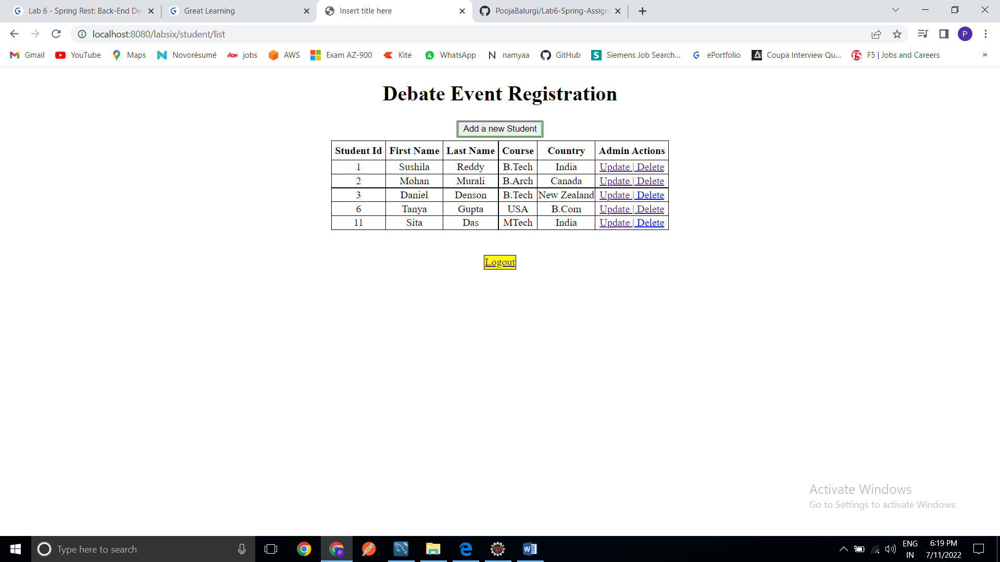 Lab 6 - Spring Rest: Back-End De
Great Learning
Insert title here
PoojaBalurgi/Lab6-Spring-Assign
localhost:8080/labsix/student/list
P
Gmail YouTube Maps Novorésumé jobs AWS Exam AZ-900 Kite WhatsApp namyaa GitHub Siemens Job Search... ePortfolio Coupa Interview Qu... F5 | Jobs and Careers »
Debate Event Registration
Add a new Student
Student Id First Name Last Name Course Country Admin Actions
1 Sushila Reddy B.Tech India Update | Delete
2 Mohan Murali B.Arch Canada Update | Delete
3 Daniel Denson B.Tech New Zealand Update | Delete
6 Tanya Gupta USA B.Com Update | Delete
11 Sita Das MTech India Update | Delete
Logout
Activate Windows
Go to Settings to activate Windows.
Type here to search
ENG
IN
6:19 PM
7/11/2022